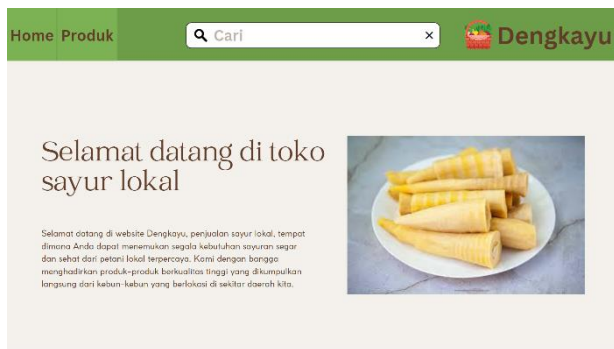 Home Produk Cari × Dengkayu
Selamat datang di toko
sayur lokal
Selamat datang di website Dengkayu, penjualan sayur lokal, tempat
dimana Anda dapat menemukan segala kebutuhan sayuran segar
dan sehat dari petani lokal terpercaya. Kami dengan bangga
menghadirkan produk-produk berkualitas tinggi yang dikumpulkan
langsung dari kebun-kebun yang berlokasi di sekitar daerah kita.